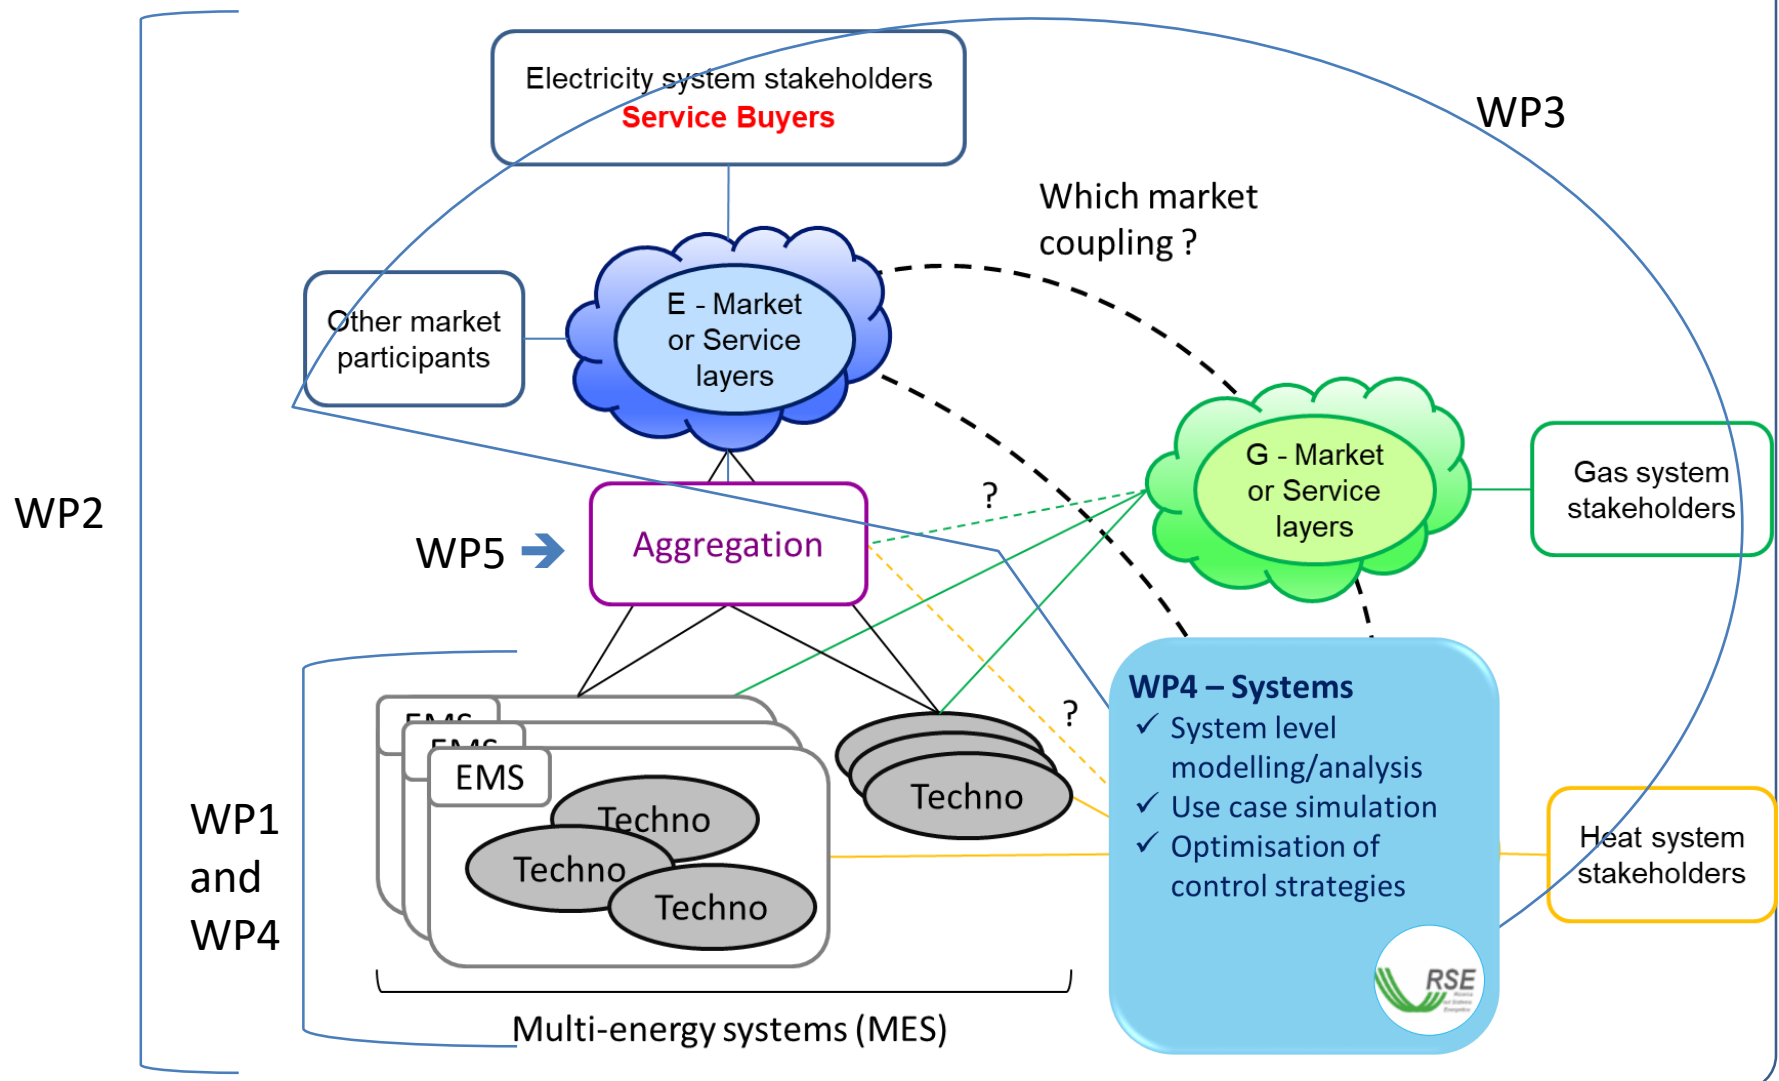 Electricity system stakeholders
Service Buyers
WP3
Which market
coupling ?
Other market
participants
E - Market
or Service
layers
G - Market
or Service
layers
Gas system
stakeholders
WP2
WP5
Aggregation
?
?
WP4 – Systems
✓ System level
modelling/analysis
✓ Use case simulation
✓ Optimisation of
control strategies
EMS
EMS
EMS
Techno
Techno
Techno
Techno
WP1
and
WP4
Heat system
stakeholders
RSE
Multi-energy systems (MES)